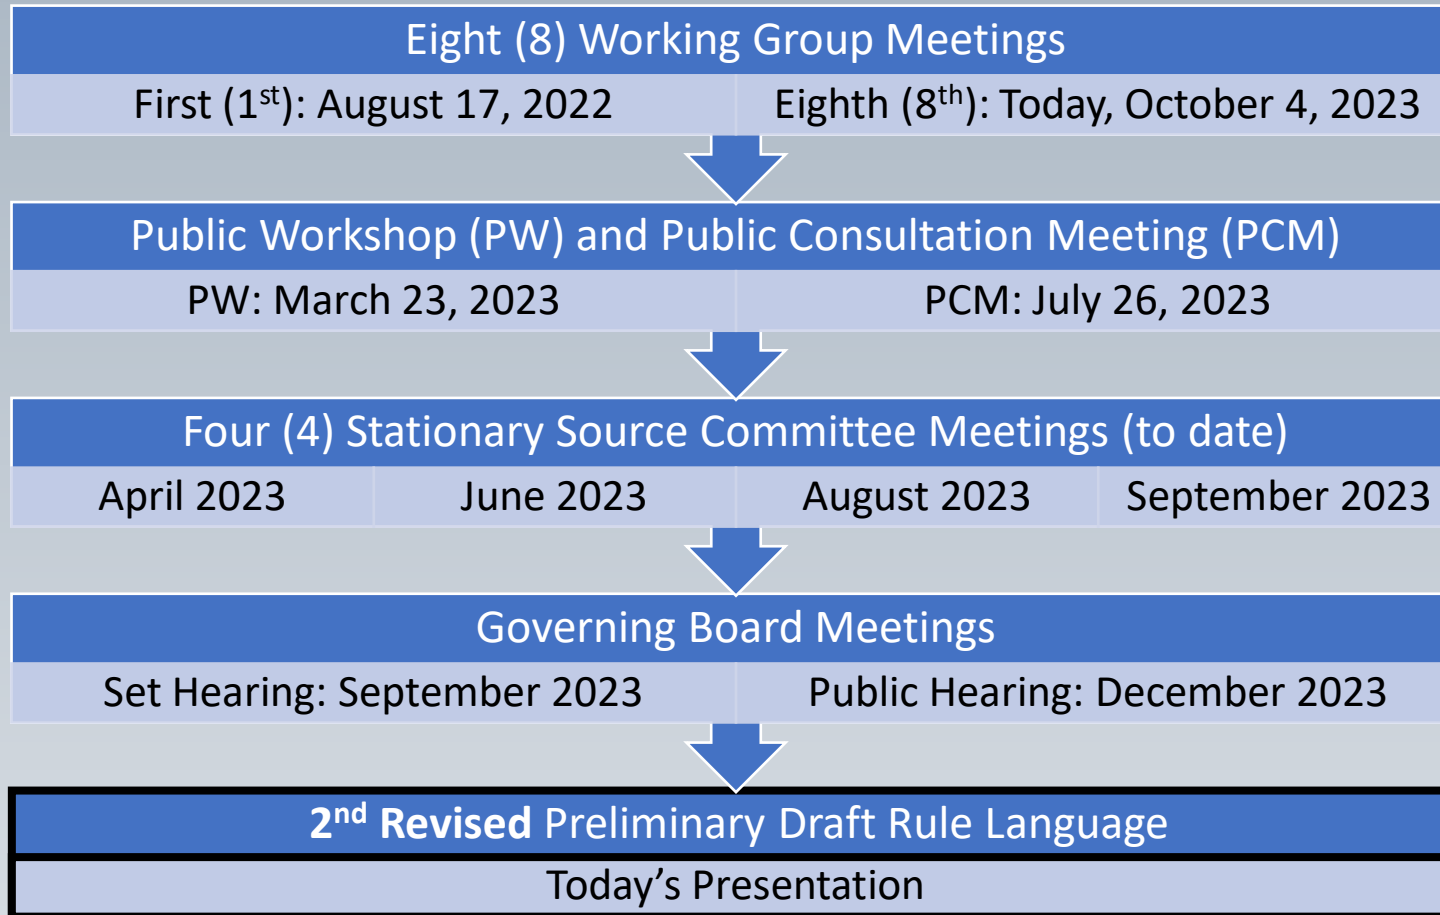 Eight (8) Working Group Meetings
First (1st): August 17, 2022
Eighth (8th): Today, October 4, 2023
Public Workshop (PW) and Public Consultation Meeting (PCM)
PW: March 23, 2023
PCM: July 26, 2023
Four (4) Stationary Source Committee Meetings (to date)
April 2023
June 2023
August 2023
September 2023
Governing Board Meetings
Set Hearing: September 2023
Public Hearing: December 2023
2nd Revised Preliminary Draft Rule Language
Today’s Presentation